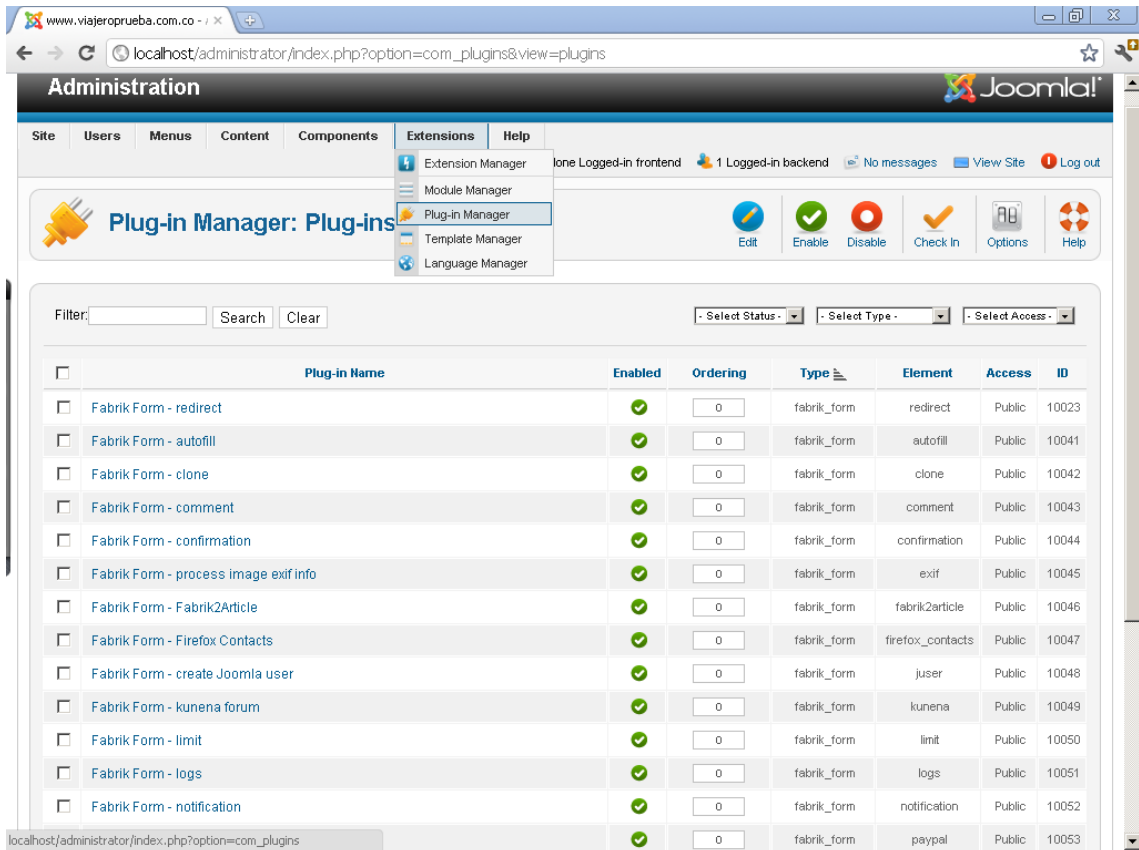 www.viajeroprueba.com.co - /
localhost/administrator/index.php?option=com_plugins&view=plugins
Administration
Joomla!
Site Users Menus Content Components Extensions Help
Extension Manager
Module Manager
Plug-in Manager
Template Manager
Language Manager
Logged-in frontend 1 Logged-in backend No messages View Site Log out
Plug-in Manager: Plug-ins
Edit Enable Disable Check In Options Help
Filter: Search Clear - Select Status - - Select Type - - Select Access -
Plug-in Name Enabled Ordering Type Element Access ID
Fabrik Form - redirect 0 fabrik_form redirect Public 10023
Fabrik Form - autofill 0 fabrik_form autofill Public 10041
Fabrik Form - clone 0 fabrik_form clone Public 10042
Fabrik Form - comment 0 fabrik_form comment Public 10043
Fabrik Form - confirmation 0 fabrik_form confirmation Public 10044
Fabrik Form - process image exif info 0 fabrik_form exif Public 10045
Fabrik Form - Fabrik2Article 0 fabrik_form fabrik2article Public 10046
Fabrik Form - Firefox Contacts 0 fabrik_form firefox_contacts Public 10047
Fabrik Form - create Joomla user 0 fabrik_form juser Public 10048
Fabrik Form - kunena forum 0 fabrik_form kunena Public 10049
Fabrik Form - limit 0 fabrik_form limit Public 10050
Fabrik Form - logs 0 fabrik_form logs Public 10051
Fabrik Form - notification 0 fabrik_form notification Public 10052
0 fabrik_form paypal Public 10053
localhost/administrator/index.php?option=com_plugins